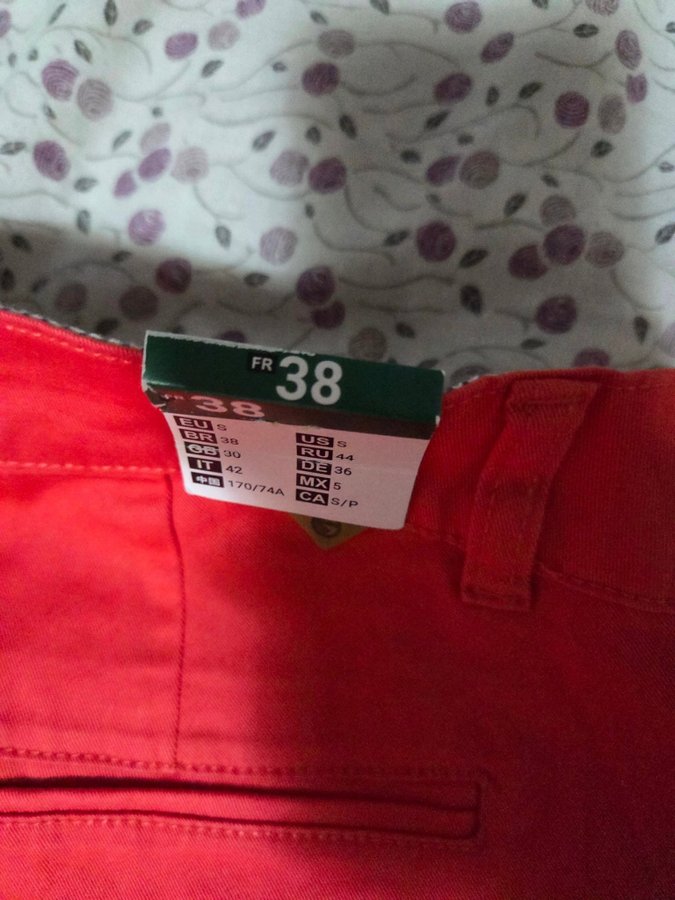 FR 38
FR 38
EU S
BR 38
GB 30
IT 42
中国 170/74A
US S
RU 44
DE 36
MX 5
CA S/P